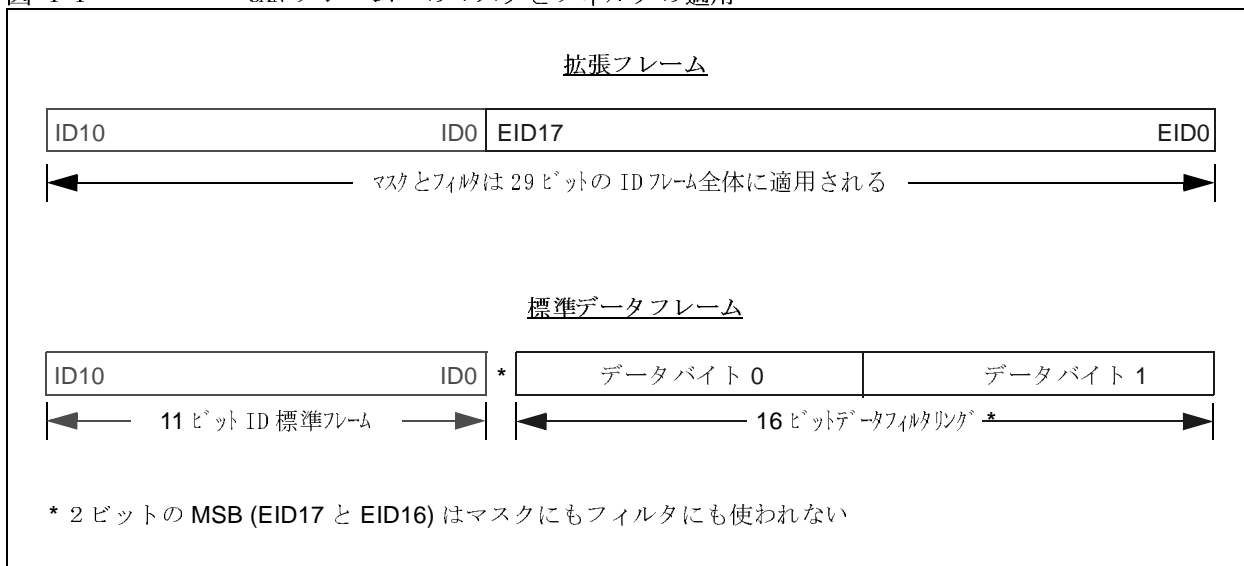 拡張フレーム
ID10 ID0 EID17 EID0
マスクとフィルタは 29 ビットの ID フレーム全体に適用される
標準データフレーム
ID10 ID0 * データバイト 0 データバイト 1
11 ビット ID 標準フレーム 16 ビットデータフィルタリング *
* 2 ビットの MSB (EID17 と EID16) はマスクにもフィルタにも使われない